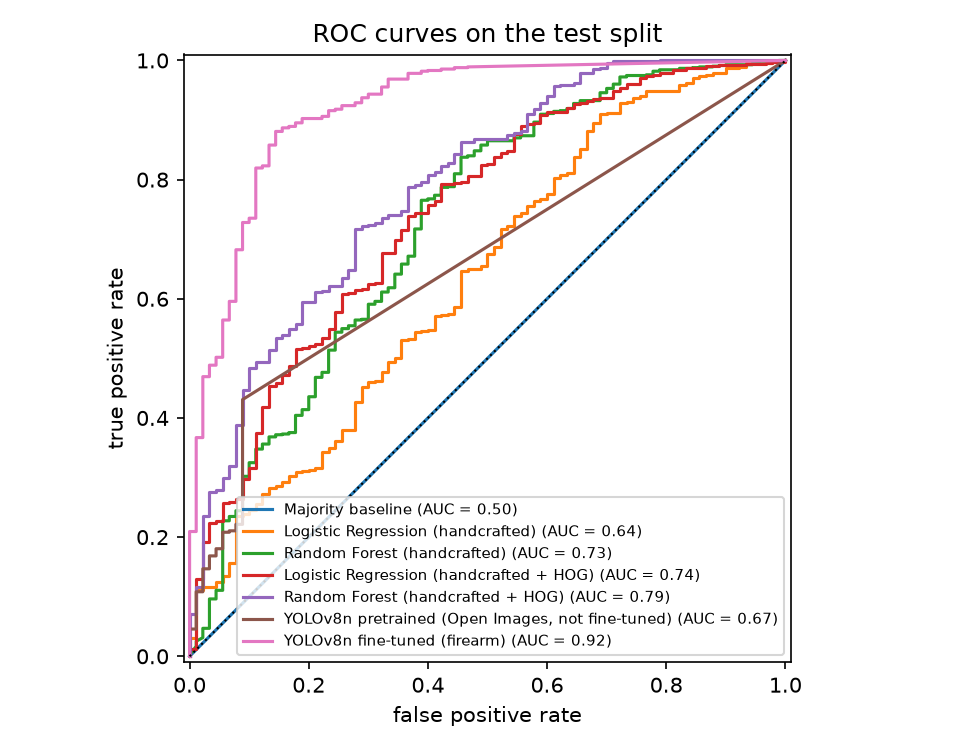 ROC curves on the test split
1.0
0.8
0.6
0.4
0.2
0.0
true positive rate
Majority baseline (AUC = 0.50)
Logistic Regression (handcrafted) (AUC = 0.64)
Random Forest (handcrafted) (AUC = 0.73)
Logistic Regression (handcrafted + HOG) (AUC = 0.74)
Random Forest (handcrafted + HOG) (AUC = 0.79)
YOLOv8n pretrained (Open Images, not fine-tuned) (AUC = 0.67)
YOLOv8n fine-tuned (firearm) (AUC = 0.92)
0.0 0.2 0.4 0.6 0.8 1.0
false positive rate